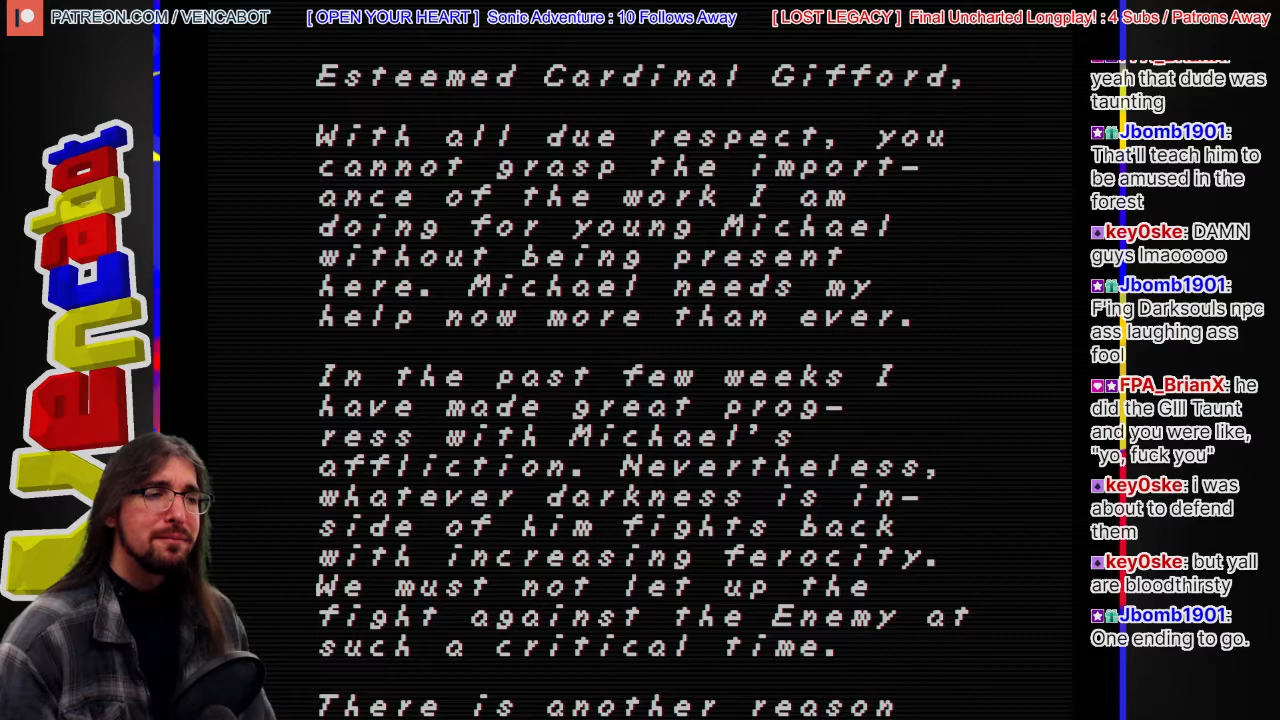 PATREON.COM / VENCABOT
[ OPEN YOUR HEART ] Sonic Adventure : 10 Follows Away
[ LOST LEGACY ] Final Uncharted Longplay! : 4 Subs / Patrons Away
Esteemed Cardinal Gifford,
With all due respect, you
cannot grasp the import-
ance of the work I am
doing for young Michael
without being present
here. Michael needs my
help now more than ever.
In the past few weeks I
have made great prog-
ress with Michael's
affliction. Nevertheless,
whatever darkness is in-
side of him fights back
with increasing ferocity.
We must not let up the
fight against the Enemy at
such a critical time.
There is another reason
yeah that dude was
taunting
Jbomb1901:
That'll teach him to
be amused in the
forest
key0ske: DAMN
guys lmaooooo
Jbomb1901:
F'ing Darksouls npc
ass laughing ass
fool
FPA_BrianX: he
did the GIll Taunt
and you were like,
"yo, fuck you"
key0ske: i was
about to defend
them
key0ske: but yall
are bloodthirsty
Jbomb1901:
One ending to go.